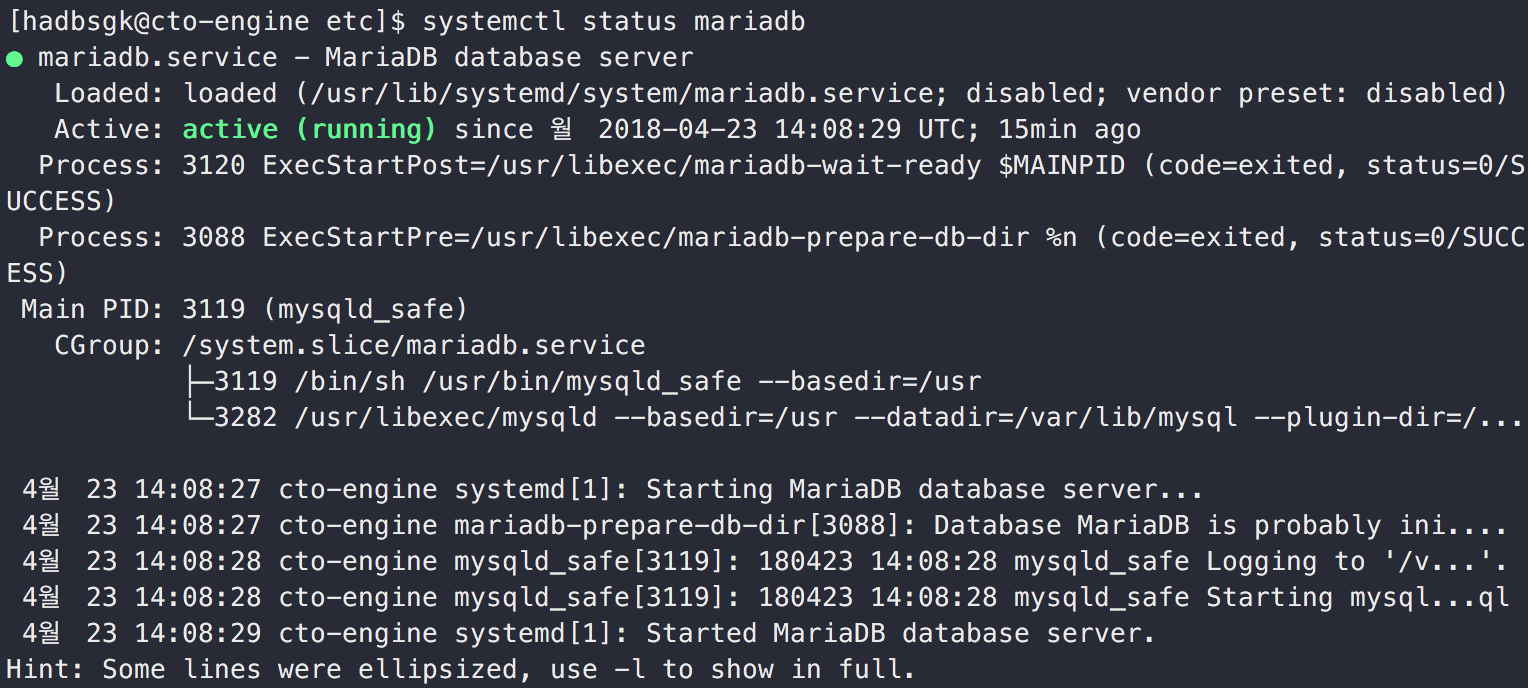 [hadbsgk@cto-engine etc]$ systemctl status mariadb
● mariadb.service - MariaDB database server
   Loaded: loaded (/usr/lib/systemd/system/mariadb.service; disabled; vendor preset: disabled)
   Active: active (running) since 월 2018-04-23 14:08:29 UTC; 15min ago
  Process: 3120 ExecStartPost=/usr/libexec/mariadb-wait-ready $MAINPID (code=exited, status=0/S
UCCESS)
  Process: 3088 ExecStartPre=/usr/libexec/mariadb-prepare-db-dir %n (code=exited, status=0/SUCC
ESS)
 Main PID: 3119 (mysqld_safe)
   CGroup: /system.slice/mariadb.service
           ├─3119 /bin/sh /usr/bin/mysqld_safe --basedir=/usr
           └─3282 /usr/libexec/mysqld --basedir=/usr --datadir=/var/lib/mysql --plugin-dir=/...
 4월  23 14:08:27 cto-engine systemd[1]: Starting MariaDB database server...
 4월  23 14:08:27 cto-engine mariadb-prepare-db-dir[3088]: Database MariaDB is probably ini....
 4월  23 14:08:28 cto-engine mysqld_safe[3119]: 180423 14:08:28 mysqld_safe Logging to '/v...'.
 4월  23 14:08:28 cto-engine mysqld_safe[3119]: 180423 14:08:28 mysqld_safe Starting mysql...ql
 4월  23 14:08:29 cto-engine systemd[1]: Started MariaDB database server.
Hint: Some lines were ellipsized, use -l to show in full.